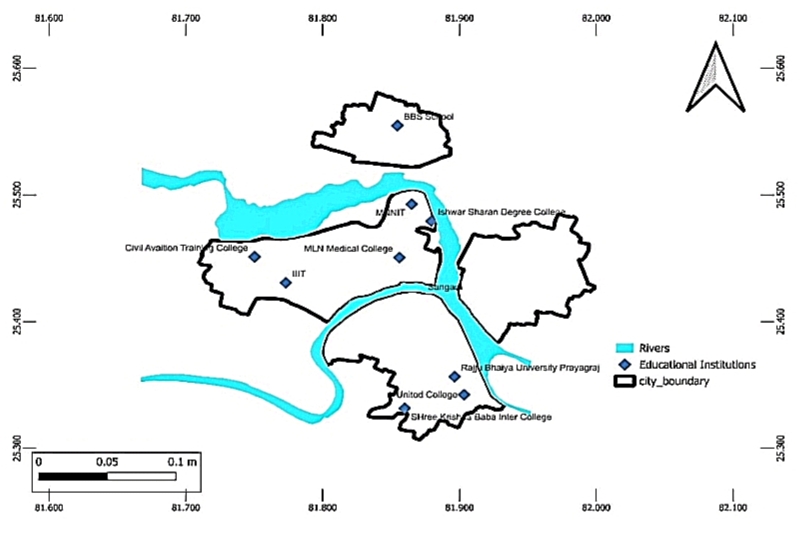 81.600 81.700 81.800 81.900 82.000 82.100
25.600 25.600
BBS School
25.500 25.500
MNNIT Ishwar Sharan Degree College
Civil Avaition Training College MLN Medical College
IIIT
Sangam
25.400 25.400
Rivers
Rajju Bhaiya University Prayagraj Educational Institutions
United College city_boundary
SHree Krishna Baba Inter College
25.300 25.300
0 0.05 0.1 m
81.600 81.700 81.800 81.900 82.000 82.100